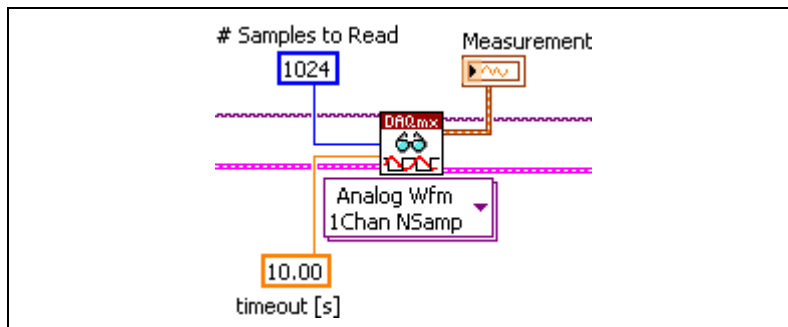 # Samples to Read
Measurement
1024
DAQmx
Analog Wfm
1Chan NSamp
10.00
timeout [s]